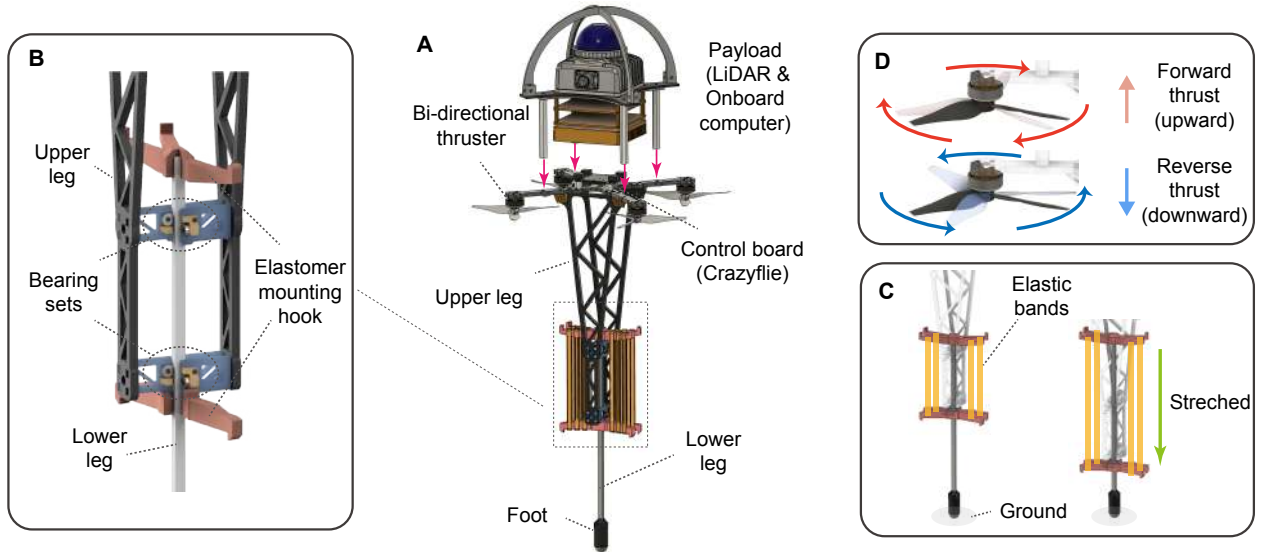 B
Upper
leg
Bearing
sets
Elastomer
mounting
hook
Lower
leg
A
Payload
(LiDAR &
Onboard
computer)
Bi-directional
thruster
Control board
(Crazyflie)
Upper leg
Lower
leg
Foot
D
Forward
thrust
(upward)
Reverse
thrust
(downward)
C
Elastic
bands
Streched
Ground